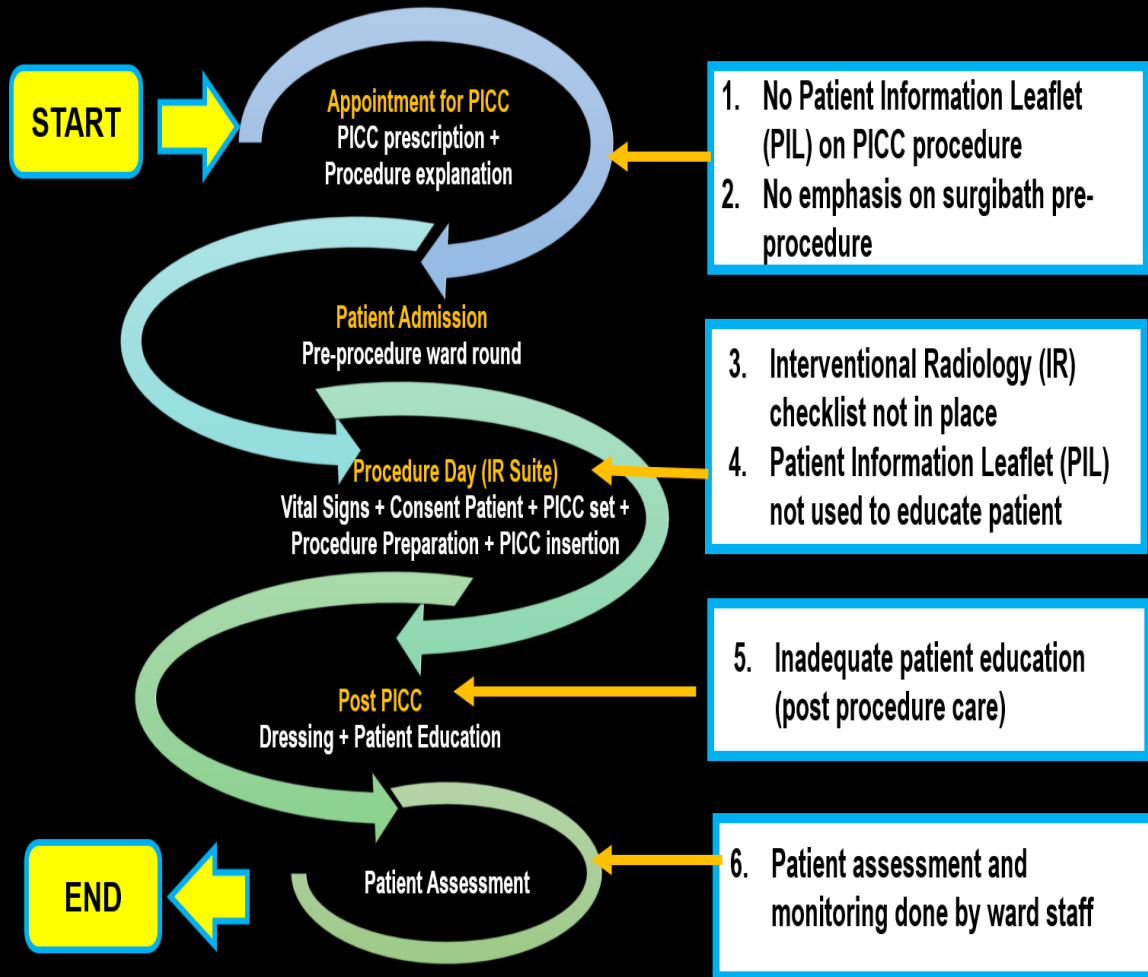 START
Appointment for PICC
PICC prescription +
Procedure explanation
1. No Patient Information Leaflet
(PIL) on PICC procedure
2. No emphasis on surgibath pre-
procedure
Patient Admission
Pre-procedure ward round
3. Interventional Radiology (IR)
checklist not in place
4. Patient Information Leaflet (PIL)
not used to educate patient
Procedure Day (IR Suite)
Vital Signs + Consent Patient + PICC set +
Procedure Preparation + PICC insertion
5. Inadequate patient education
(post procedure care)
Post PICC
Dressing + Patient Education
6. Patient assessment and
monitoring done by ward staff
Patient Assessment
END